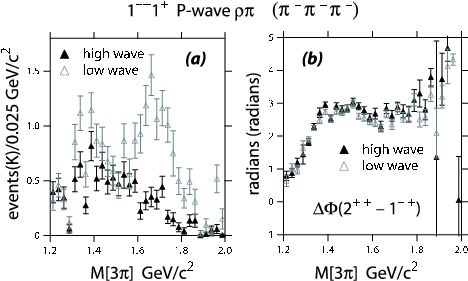 1⁻⁻1⁺ P-wave ρπ (π⁻π⁻π⁻)
events(K)/0.025 GeV/c²
1.5
1.0
0.5
0
high wave
low wave
(a)
1.2 1.4 1.6 1.8 2.0
M[3π] GeV/c²
radians (radians)
5
4
3
2
1
0
1
(b)
high wave
low wave
ΔΦ(2⁺⁺ − 1⁻⁺)
1.2 1.4 1.6 1.8 2.0
M[3π] GeV/c²